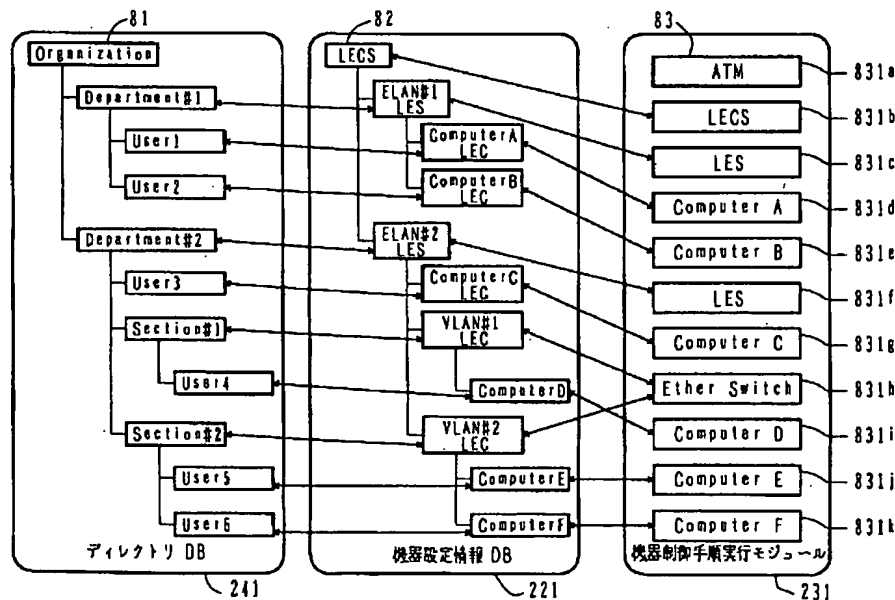 81
Organization
Department#1
User1
User2
Department#2
User3
Section#1
User4
Section#2
User5
User6
ディレクトリ DB
241
82
LECS
ELAN#1
LES
ComputerA
LEC
ComputerB
LEC
ELAN#2
LES
ComputerC
LEC
VLAN#1
LEC
ComputerD
VLAN#2
LEC
ComputerE
ComputerF
機器設定情報 DB
221
83
ATM
831a
LECS
831b
LES
831c
Computer A
831d
Computer B
831e
LES
831f
Computer C
831g
Ether Switch
831h
Computer D
831i
Computer E
831j
Computer F
831k
機器制御手順実行モジュール
231